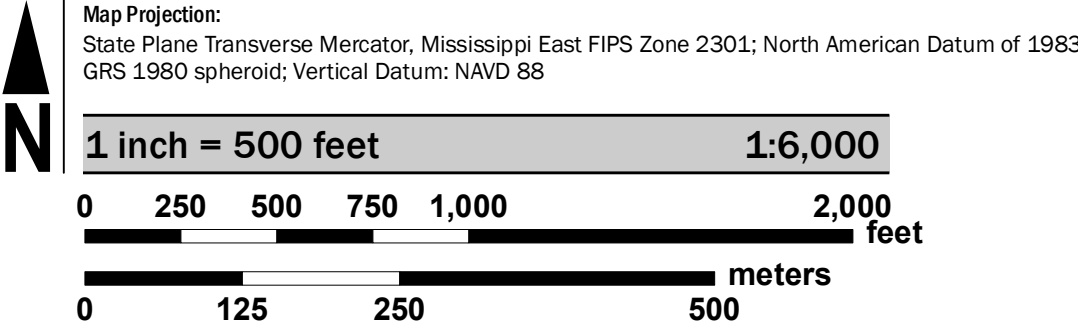 N
Map Projection:
State Plane Transverse Mercator, Mississippi East FIPS Zone 2301; North American Datum of 1983
GRS 1980 spheroid; Vertical Datum: NAVD 88
1 inch = 500 feet 1:6,000
0 250 500 750 1,000 2,000
feet
meters
0 125 250 500